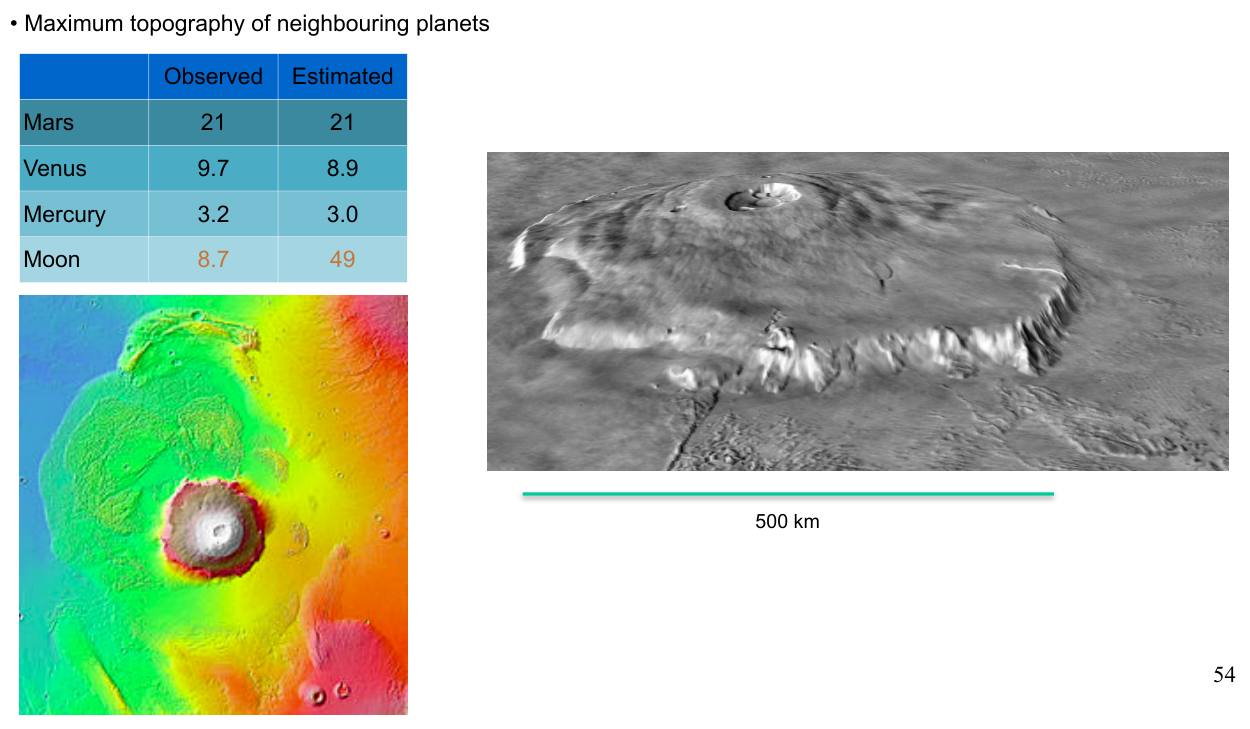 • Maximum topography of neighbouring planets
Observed Estimated
Mars 21 21
Venus 9.7 8.9
Mercury 3.2 3.0
Moon 8.7 49
500 km
54